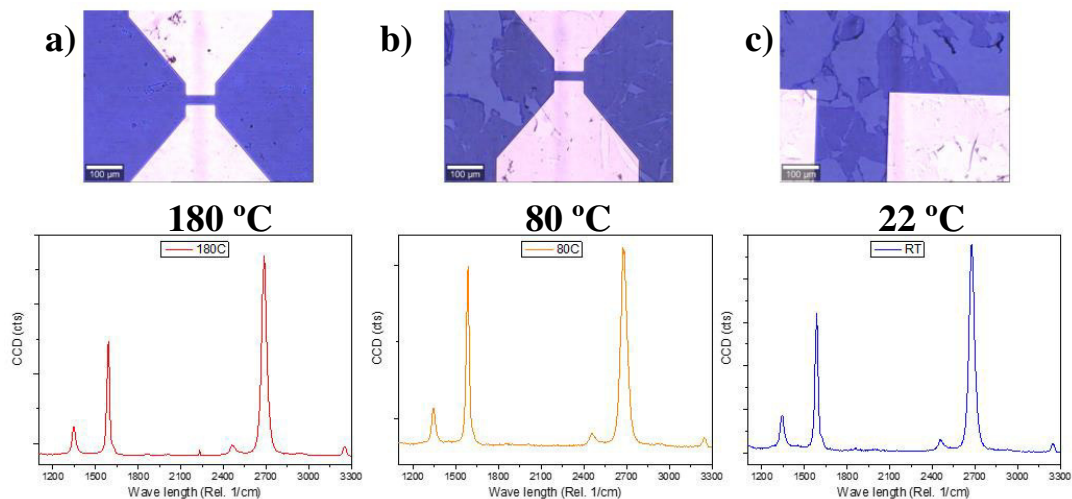 a)
b)
c)
100 µm
100 µm
100 µm
180 ºC
80 ºC
22 ºC
180C
80C
RT
CCD (cts)
CCD (cts)
CCD (cts)
1200 1500 1800 2100 2400 2700 3000 3300
1200 1500 1800 2100 2400 2700 3000 3300
1200 1500 1800 2100 2400 2700 3000 3300
Wave length (Rel. 1/cm)
Wave length (Rel. 1/cm)
Wave length (Rel. 1/cm)